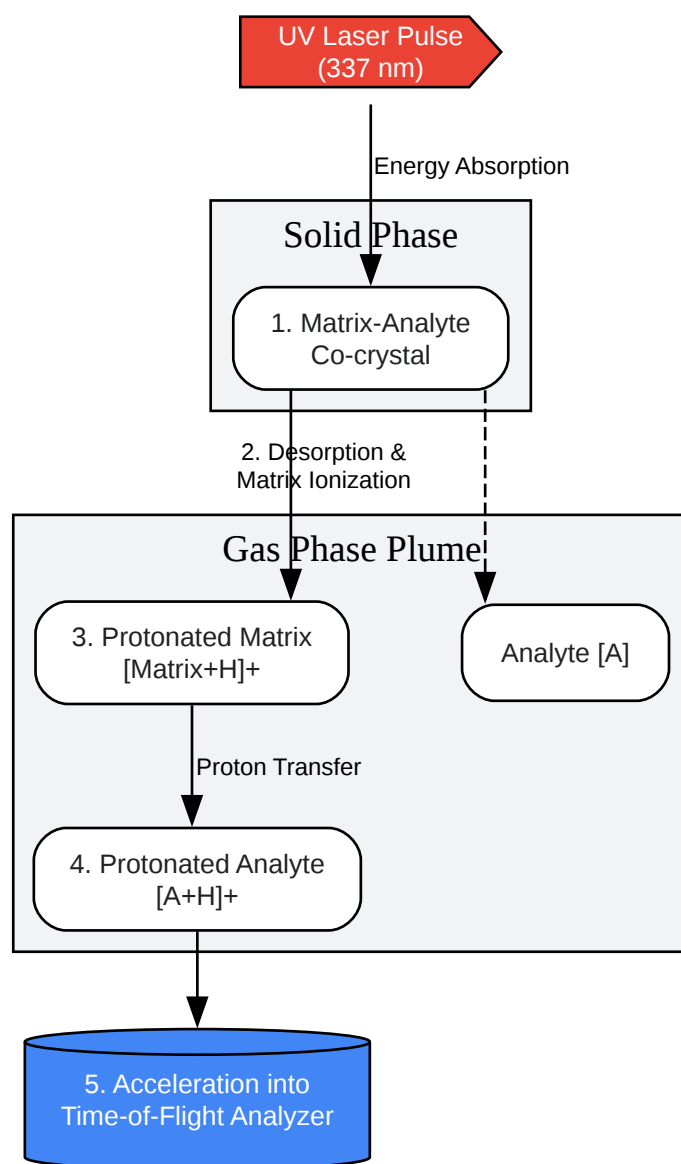 UV Laser Pulse
(337 nm)
Energy Absorption
Solid Phase
1. Matrix-Analyte
Co-crystal
2. Desorption &
Matrix Ionization
Gas Phase Plume
3. Protonated Matrix
[Matrix+H]+
Analyte [A]
Proton Transfer
4. Protonated Analyte
[A+H]+
5. Acceleration into
Time-of-Flight Analyzer